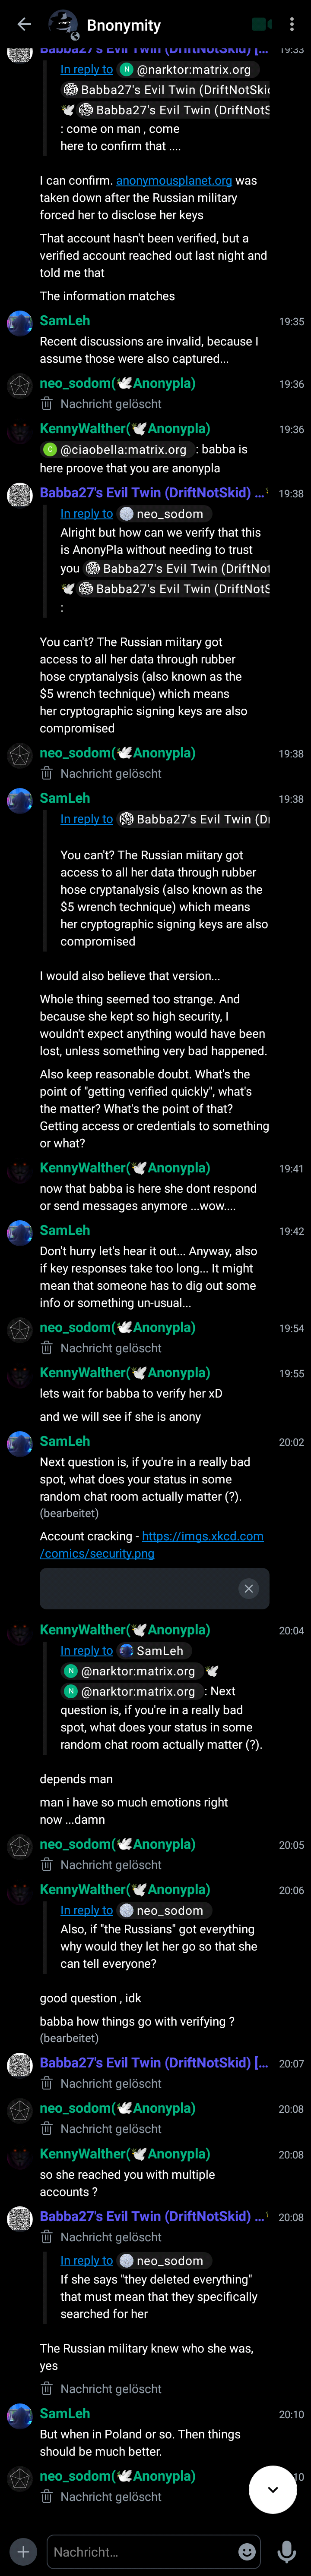 Bnonymity
Babba27's Evil Twin (DriftNotSkid) [... 19:33
In reply to N @narktor:matrix.org
Babba27's Evil Twin (DriftNotSkid
🕊 Babba27's Evil Twin (DriftNotS
: come on man , come
here to confirm that ....
I can confirm. anonymousplanet.org was
taken down after the Russian military
forced her to disclose her keys
That account hasn't been verified, but a
verified account reached out last night and
told me that
The information matches
SamLeh 19:35
Recent discussions are invalid, because I
assume those were also captured...
neo_sodom(🕊Anonypla) 19:36
Nachricht gelöscht
KennyWalther(🕊Anonypla) 19:36
C @ciaobella:matrix.org : babba is
here proove that you are anonypla
Babba27's Evil Twin (DriftNotSkid) ... 19:38
In reply to neo_sodom
Alright but how can we verify that this
is AnonyPla without needing to trust
you Babba27's Evil Twin (DriftNot
🕊 Babba27's Evil Twin (DriftNotS
:
You can't? The Russian miitary got
access to all her data through rubber
hose cryptanalysis (also known as the
$5 wrench technique) which means
her cryptographic signing keys are also
compromised
neo_sodom(🕊Anonypla) 19:38
Nachricht gelöscht
SamLeh 19:38
In reply to Babba27's Evil Twin (Dr
You can't? The Russian miitary got
access to all her data through rubber
hose cryptanalysis (also known as the
$5 wrench technique) which means
her cryptographic signing keys are also
compromised
I would also believe that version...
Whole thing seemed too strange. And
because she kept so high security, I
wouldn't expect anything would have been
lost, unless something very bad happened.
Also keep reasonable doubt. What's the
point of "getting verified quickly", what's
the matter? What's the point of that?
Getting access or credentials to something
or what?
KennyWalther(🕊Anonypla) 19:41
now that babba is here she dont respond
or send messages anymore ...wow....
SamLeh 19:42
Don't hurry let's hear it out... Anyway, also
if key responses take too long... It might
mean that someone has to dig out some
info or something un-usual...
neo_sodom(🕊Anonypla) 19:54
Nachricht gelöscht
KennyWalther(🕊Anonypla) 19:55
lets wait for babba to verify her xD
and we will see if she is anony
SamLeh 20:02
Next question is, if you're in a really bad
spot, what does your status in some
random chat room actually matter (?).
(bearbeitet)
Account cracking - https://imgs.xkcd.com
/comics/security.png
KennyWalther(🕊Anonypla) 20:04
In reply to SamLeh
N @narktor:matrix.org 🕊
N @narktor:matrix.org : Next
question is, if you're in a really bad
spot, what does your status in some
random chat room actually matter (?).
depends man
man i have so much emotions right
now ...damn
neo_sodom(🕊Anonypla) 20:05
Nachricht gelöscht
KennyWalther(🕊Anonypla) 20:06
In reply to neo_sodom
Also, if "the Russians" got everything
why would they let her go so that she
can tell everyone?
good question , idk
babba how things go with verifying ?
(bearbeitet)
Babba27's Evil Twin (DriftNotSkid) [... 20:07
Nachricht gelöscht
neo_sodom(🕊Anonypla) 20:08
Nachricht gelöscht
KennyWalther(🕊Anonypla) 20:08
so she reached you with multiple
accounts ?
Babba27's Evil Twin (DriftNotSkid) ... 20:08
Nachricht gelöscht
In reply to neo_sodom
If she says "they deleted everything"
that must mean that they specifically
searched for her
The Russian military knew who she was,
yes
Nachricht gelöscht
SamLeh 20:10
But when in Poland or so. Then things
should be much better.
neo_sodom(🕊Anonypla) 10
Nachricht gelöscht
Nachricht...